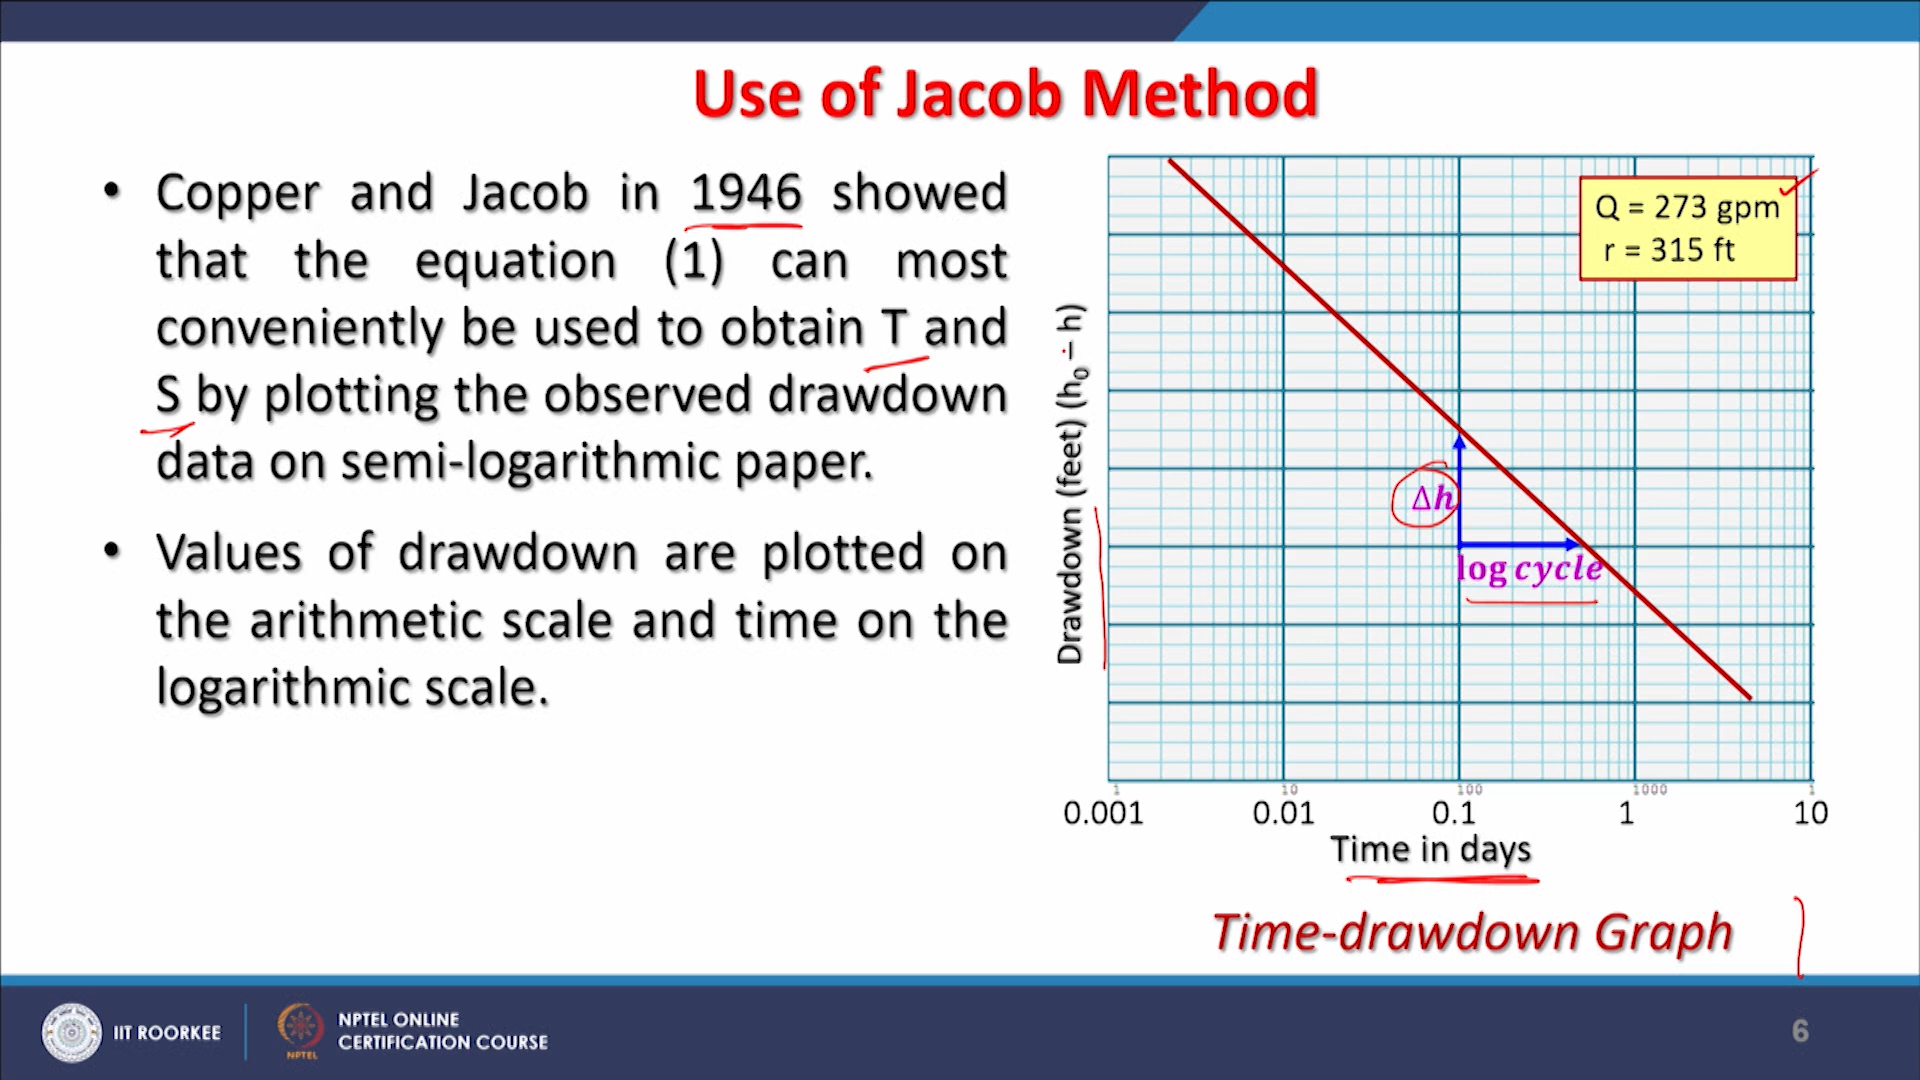 Use of Jacob Method
• Copper and Jacob in 1946 showed
that the equation (1) can most
conveniently be used to obtain T and
S by plotting the observed drawdown
data on semi-logarithmic paper.
• Values of drawdown are plotted on
the arithmetic scale and time on the
logarithmic scale.
Q = 273 gpm
r = 315 ft
Drawdown (feet) (h₀ – h)
Δh
log cycle
1 10 100 1000 1
0.001 0.01 0.1 1 10
Time in days
Time-drawdown Graph
IIT ROORKEE
NPTEL
NPTEL ONLINE
CERTIFICATION COURSE
6